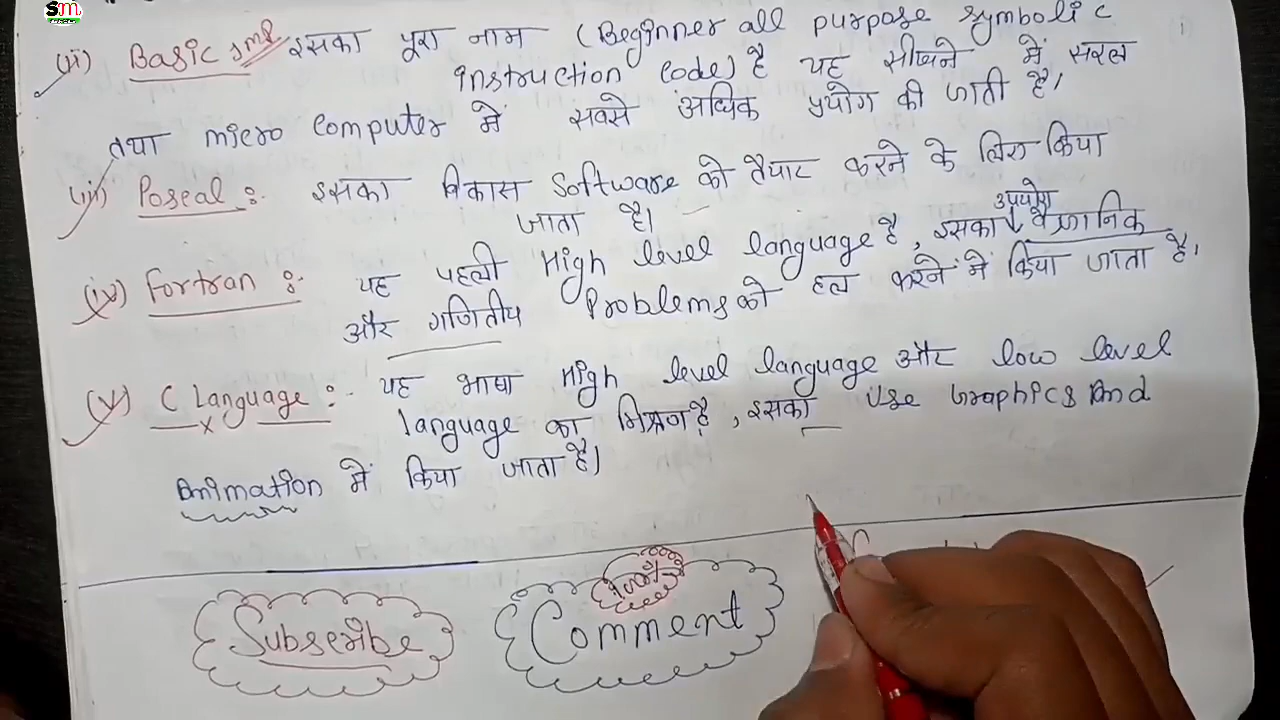 SM
(ii) Basic इसका पूरा नाम (Beginner all purpose symbolic
instruction Code) है यह सीखने में सरल
तथा micro Computer में सबसे अधिक प्रयोग की जाती है।
(iii) Pascal :- इसका विकास Software को तैयार करने के लिए किया
जाता है।
उपयोग
(iv) Fortran :- यह पहली High level language है, इसका वैज्ञानिक
और गणितीय Problems को हल करने में किया जाता है,
(v) C Language :- यह भाषा High level language और low level
language का मिश्रण है, इसका Use Graphics And
Animation में किया जाता है।
100%
Subscribe
Comment